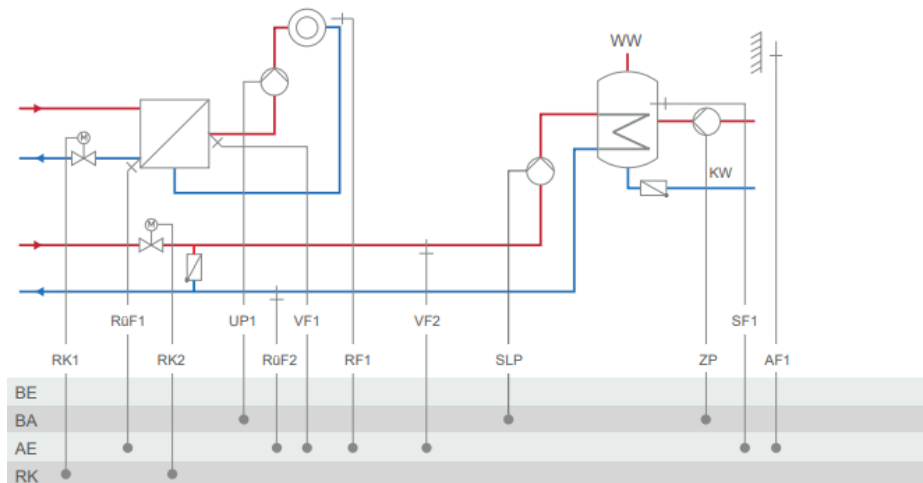 WW
M
KW
M
RüF1 UP1 VF1 VF2 SF1
RK1 RK2 RüF2 RF1 SLP ZP AF1
BE
BA
AE
RK